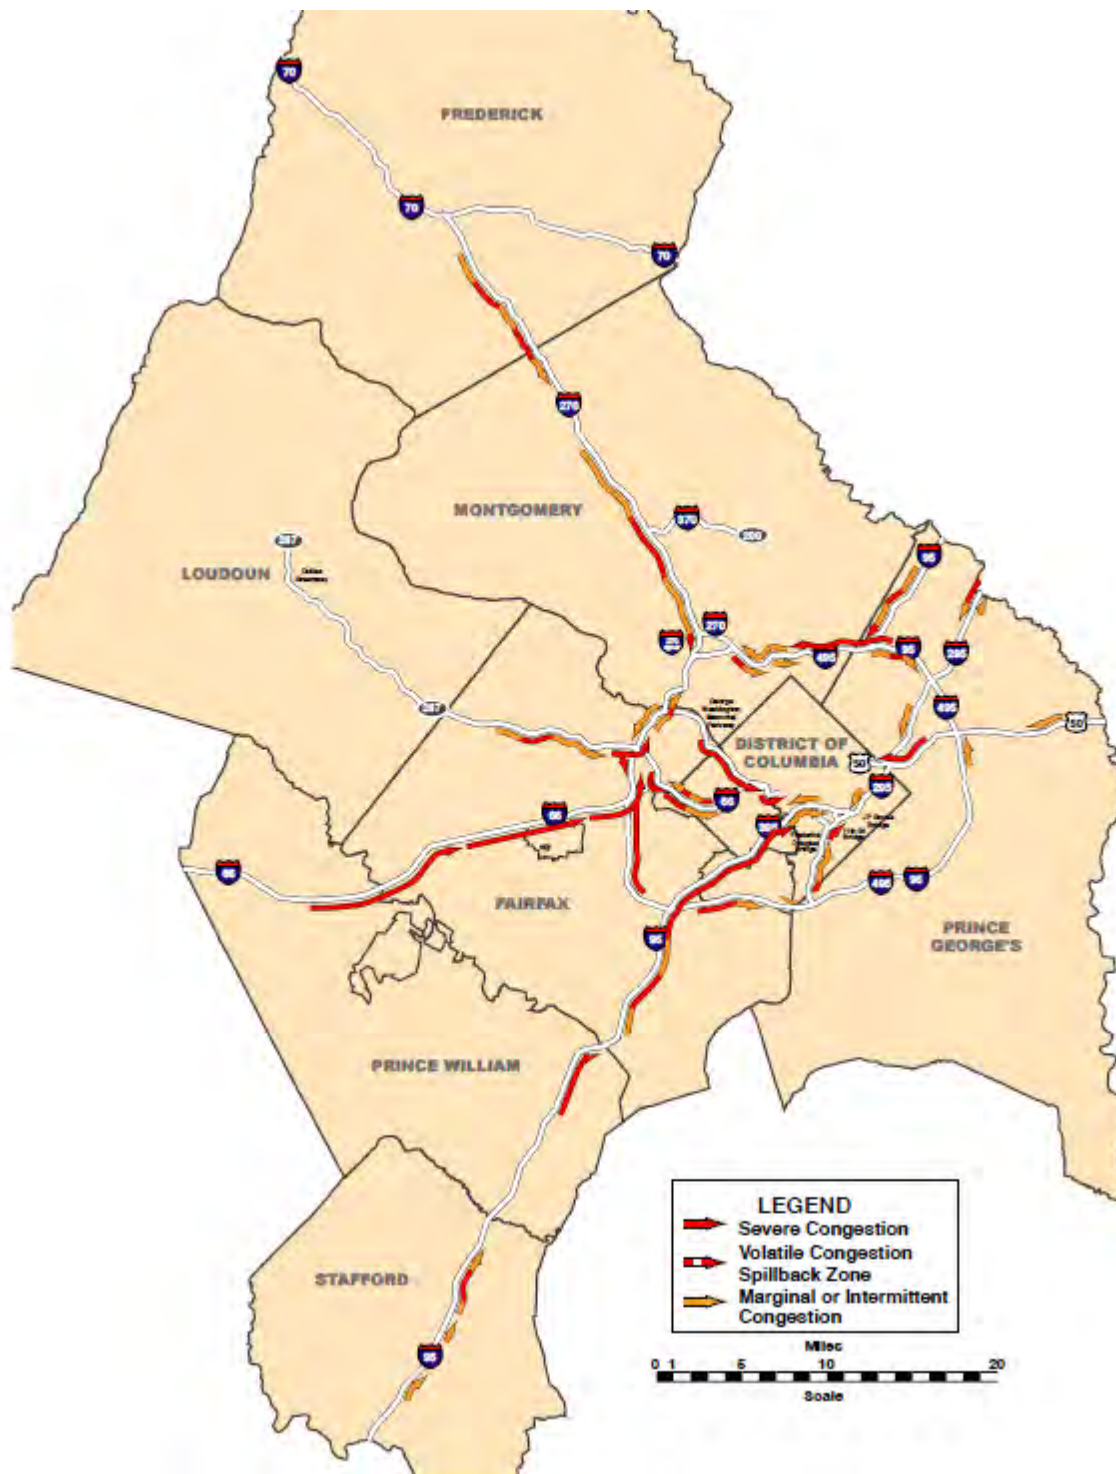 70
FREDERICK
70
70
270
MONTGOMERY
370
200
267
LOUDOUN
95
270
95
295
495
267
495
50
DISTRICT OF
COLUMBIA
50
295
66
66
66
495
95
FAIRFAX
95
PRINCE
GEORGE'S
PRINCE WILLIAM
STAFFORD
95
LEGEND
Severe Congestion
Volatile Congestion
Spillback Zone
Marginal or Intermittent
Congestion
Miles
0 1 5 10 20
Scale